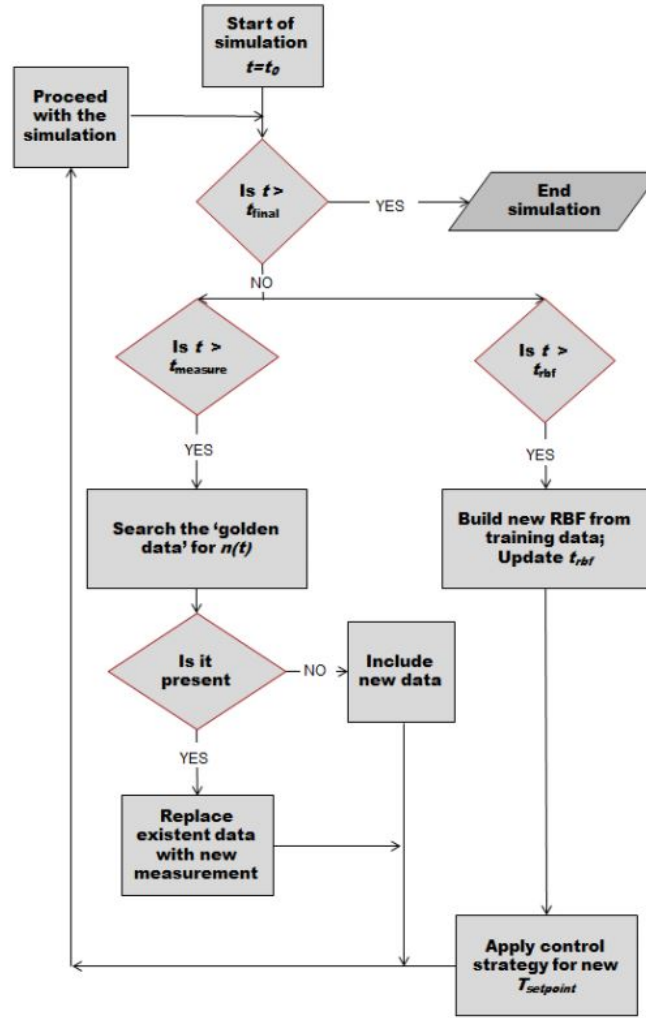 Start of
simulation
t=t0
Proceed
with the
simulation
Is t >
tfinal
YES
End
simulation
NO
Is t >
tmeasure
Is t >
trbf
YES
YES
Search the ‘golden
data’ for n(t)
Build new RBF from
training data;
Update trbf
Is it
present
NO
Include
new data
YES
Replace
existent data
with new
measurement
Apply control
strategy for new
Tsetpoint